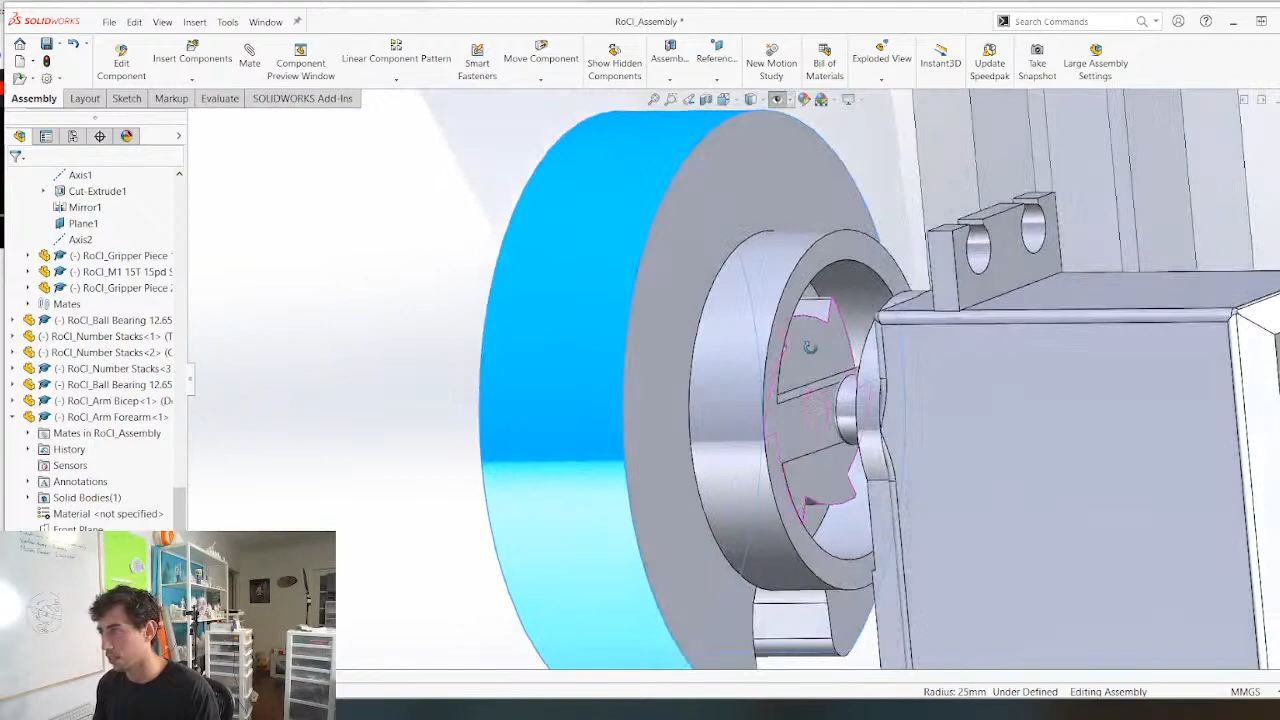 SOLIDWORKS File Edit View Insert Tools Window RoCI_Assembly * Search Commands
Edit Component Insert Components Mate Component Preview Window Linear Component Pattern Smart Fasteners Move Component Show Hidden Components Assemb... Referenc... New Motion Study Bill of Materials Exploded View Instant3D Update Speedpak Take Snapshot Large Assembly Settings
Assembly Layout Sketch Markup Evaluate SOLIDWORKS Add-Ins
Axis1
Cut-Extrude1
Mirror1
Plane1
Axis2
(-) RoCI_Gripper Piece
(-) RoCI_M1 15T 15pd S
(-) RoCI_Gripper Piece 2
Mates
(-) RoCI_Ball Bearing 12.65
(-) RoCI_Number Stacks<1> (T
(-) RoCI_Number Stacks<2> (C
(-) RoCI_Number Stacks<3
(-) RoCI_Ball Bearing 12.65
(-) RoCI_Arm Bicep<1> (De
(-) RoCI_Arm Forearm<1>
Mates in RoCI_Assembly
History
Sensors
Annotations
Solid Bodies(1)
Material <not specified>
Front Plane
Radius: 25mm Under Defined Editing Assembly MMGS